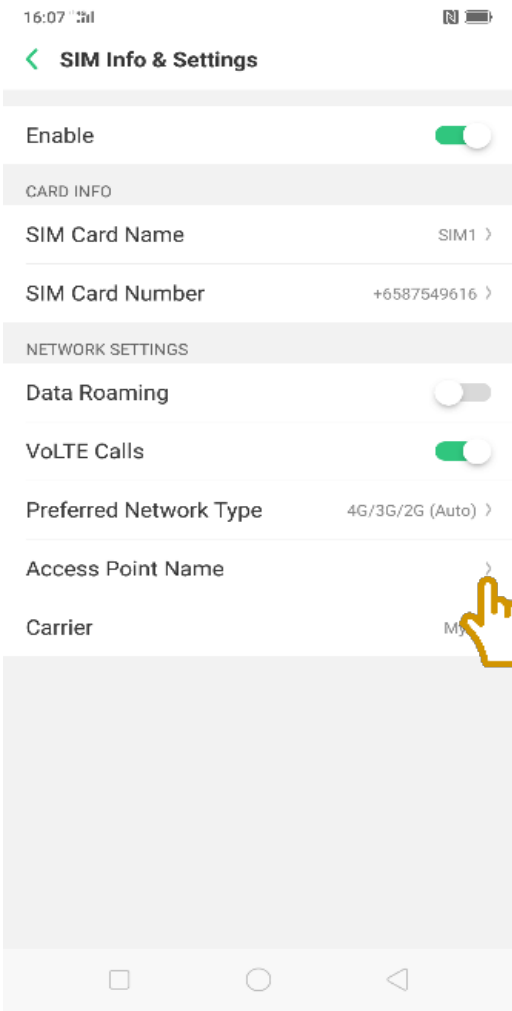 16:07
SIM Info & Settings
Enable
CARD INFO
SIM Card Name SIM1
SIM Card Number +6587549616
NETWORK SETTINGS
Data Roaming
VoLTE Calls
Preferred Network Type 4G/3G/2G (Auto)
Access Point Name
Carrier